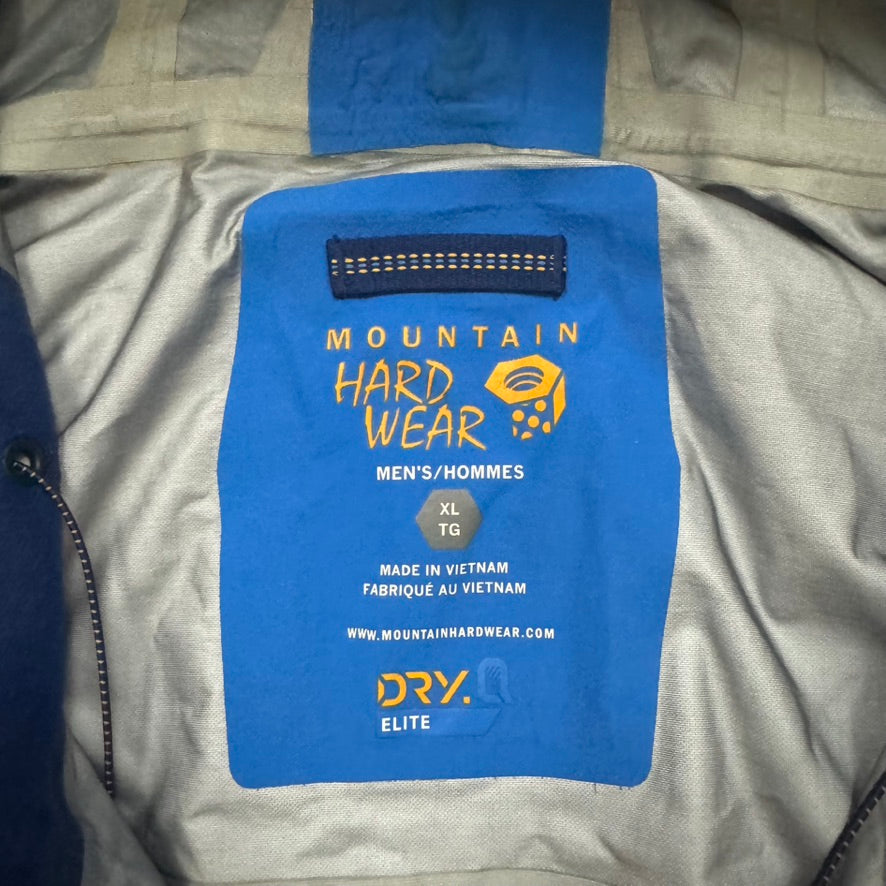 MOUNTAIN
HARD
WEAR
MEN'S/HOMMES
XL
TG
MADE IN VIETNAM
FABRIQUÉ AU VIETNAM
WWW.MOUNTAINHARDWEAR.COM
DRY.Q
ELITE